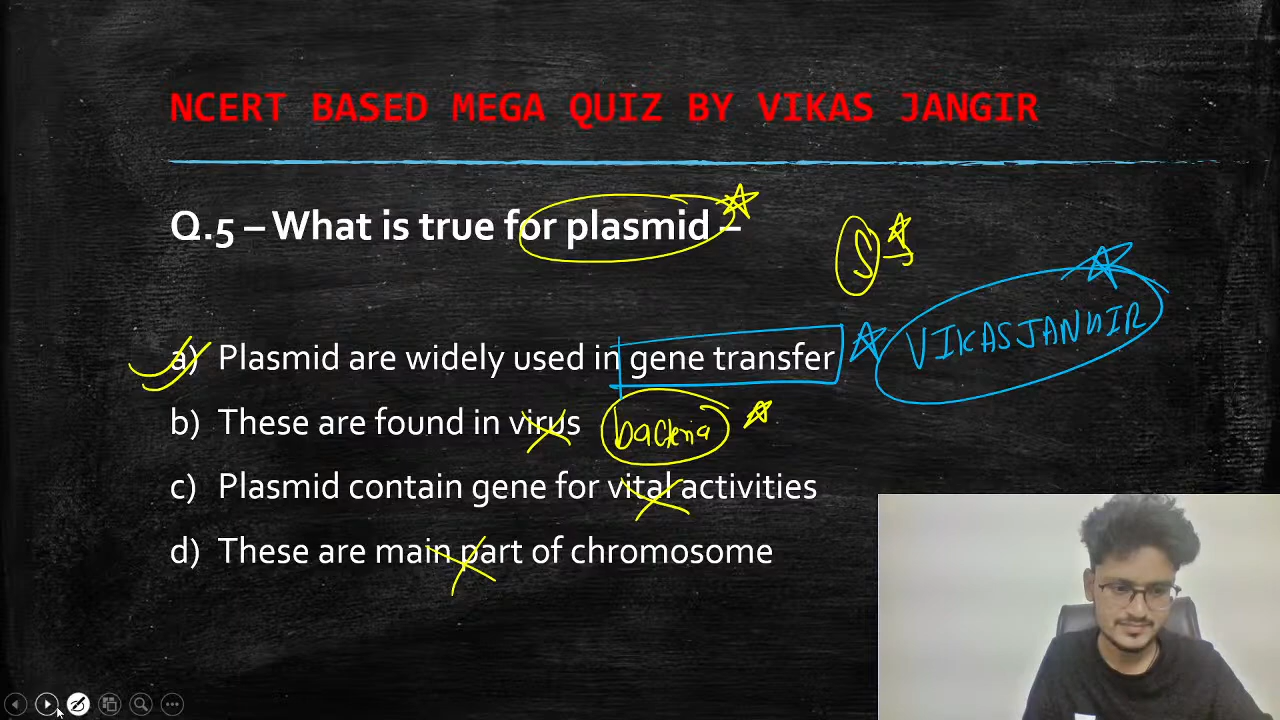 NCERT BASED MEGA QUIZ BY VIKAS JANGIR
Q.5 – What is true for plasmid –
a) Plasmid are widely used in gene transfer
VIKASJANGIR
b) These are found in virus bacteria
c) Plasmid contain gene for vital activities
d) These are main part of chromosome